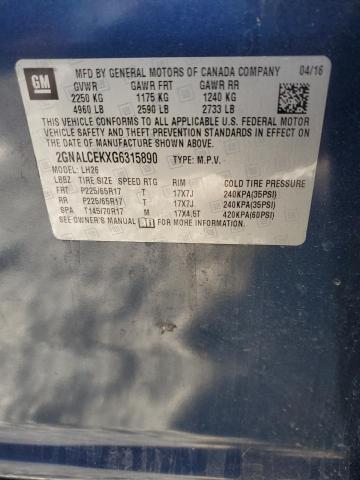 GM
MFD BY GENERAL MOTORS OF CANADA COMPANY 04/16
GVWR GAWR FRT GAWR RR
2250 KG 1175 KG 1240 KG
4960 LB 2590 LB 2733 LB
THIS VEHICLE CONFORMS TO ALL APPLICABLE U.S. FEDERAL MOTOR
VEHICLE SAFETY AND THEFT PREVENTION STANDARDS IN EFFECT ON
THE DATE OF MANUFACTURE SHOWN ABOVE.
2GNALCEKXG6315890 TYPE: M.P.V.
MODEL: LH26
LBBZ TIRE SIZE SPEED RTG RIM COLD TIRE PRESSURE
FRT P225/65R17 T 17X7J 240KPA(35PSI)
RR P225/65R17 T 17X7J 240KPA(35PSI)
SPA T145/70R17 M 17X4.5T 420KPA(60PSI)
SEE OWNER'S MANUAL FOR MORE INFORMATION.